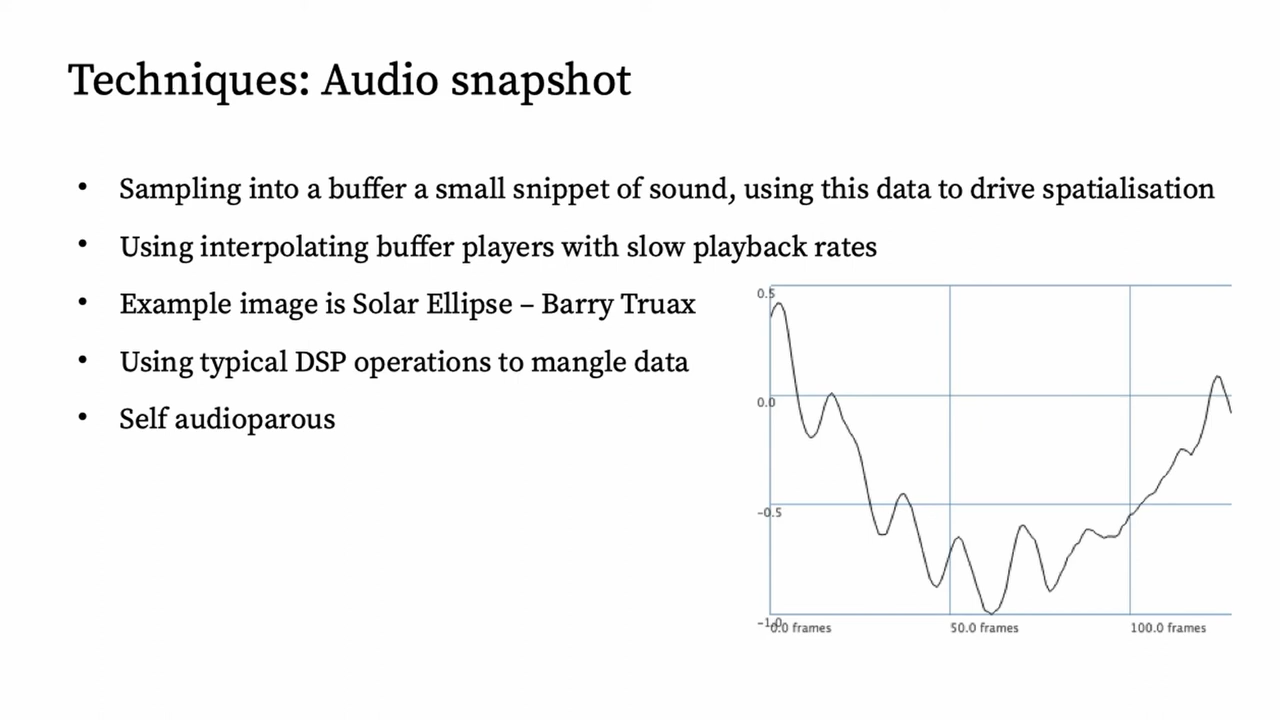 Techniques: Audio snapshot
• Sampling into a buffer a small snippet of sound, using this data to drive spatialisation
• Using interpolating buffer players with slow playback rates
• Example image is Solar Ellipse – Barry Truax
• Using typical DSP operations to mangle data
• Self audioparous
0.5
0.0
−0.5
−1.0
0.0 frames 50.0 frames 100.0 frames